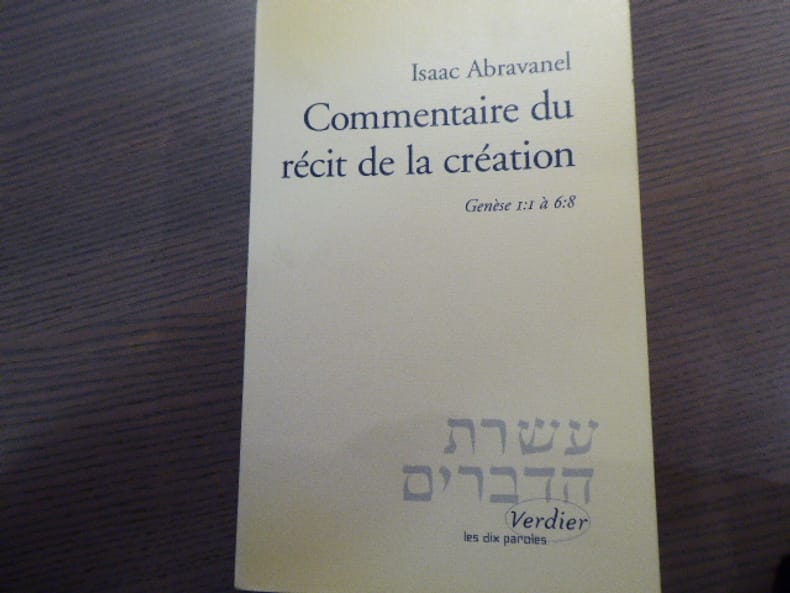 Isaac Abravanel
Commentaire du
récit de la création
Genèse 1:1 à 6:8
עשרת
הדברים
Verdier
les dix paroles